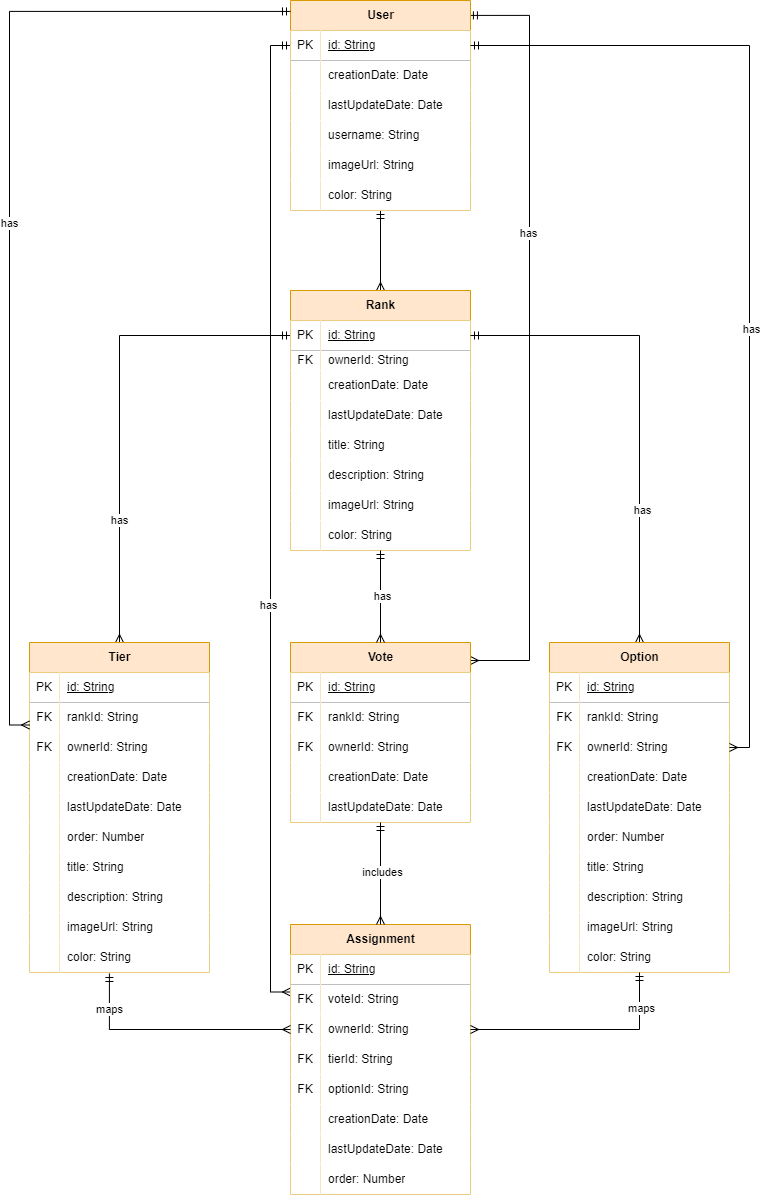 User
PK id: String
creationDate: Date
lastUpdateDate: Date
username: String
imageUrl: String
color: String
has
has
has
Rank
PK id: String
FK ownerId: String
creationDate: Date
lastUpdateDate: Date
title: String
description: String
imageUrl: String
color: String
has
has
has
has
Tier
PK id: String
FK rankId: String
FK ownerId: String
creationDate: Date
lastUpdateDate: Date
order: Number
title: String
description: String
imageUrl: String
color: String
Vote
PK id: String
FK rankId: String
FK ownerId: String
creationDate: Date
lastUpdateDate: Date
Option
PK id: String
FK rankId: String
FK ownerId: String
creationDate: Date
lastUpdateDate: Date
order: Number
title: String
description: String
imageUrl: String
color: String
includes
maps
maps
Assignment
PK id: String
FK voteId: String
FK ownerId: String
FK tierId: String
FK optionId: String
creationDate: Date
lastUpdateDate: Date
order: Number